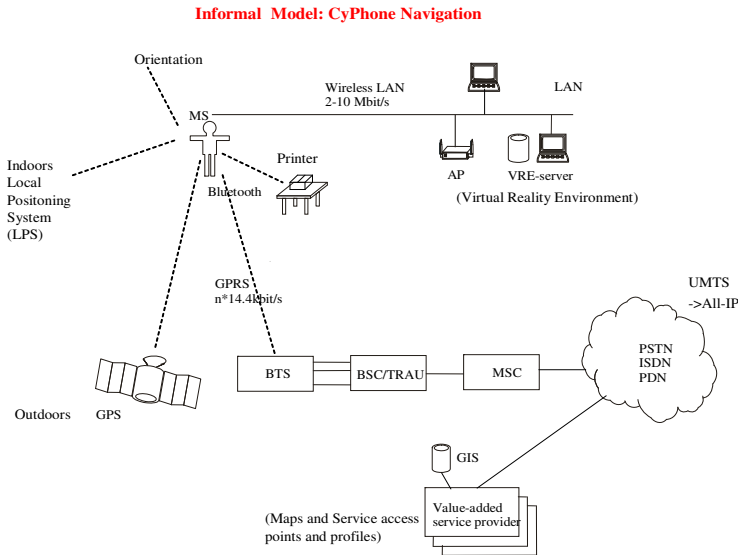 Informal Model: CyPhone Navigation
Orientation
Wireless LAN
2-10 Mbit/s
LAN
MS
Indoors
Local
Positoning
System
(LPS)
Printer
Bluetooth
AP
VRE-server
(Virtual Reality Environment)
GPRS
n*14.4kbit/s
UMTS
->All-IP
BTS
BSC/TRAU
MSC
PSTN
ISDN
PDN
Outdoors
GPS
GIS
(Maps and Service access
points and profiles)
Value-added
service provider